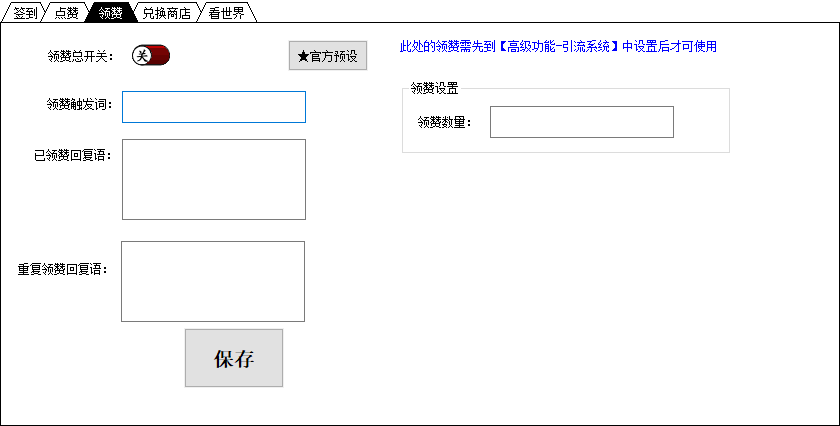 签到 点赞 领赞 兑换商店 看世界
领赞总开关： 关 ★官方预设
此处的领赞需先到【高级功能-引流系统】中设置后才可使用
领赞设置
领赞触发词：
领赞数量：
已领赞回复语：
重复领赞回复语：
保存